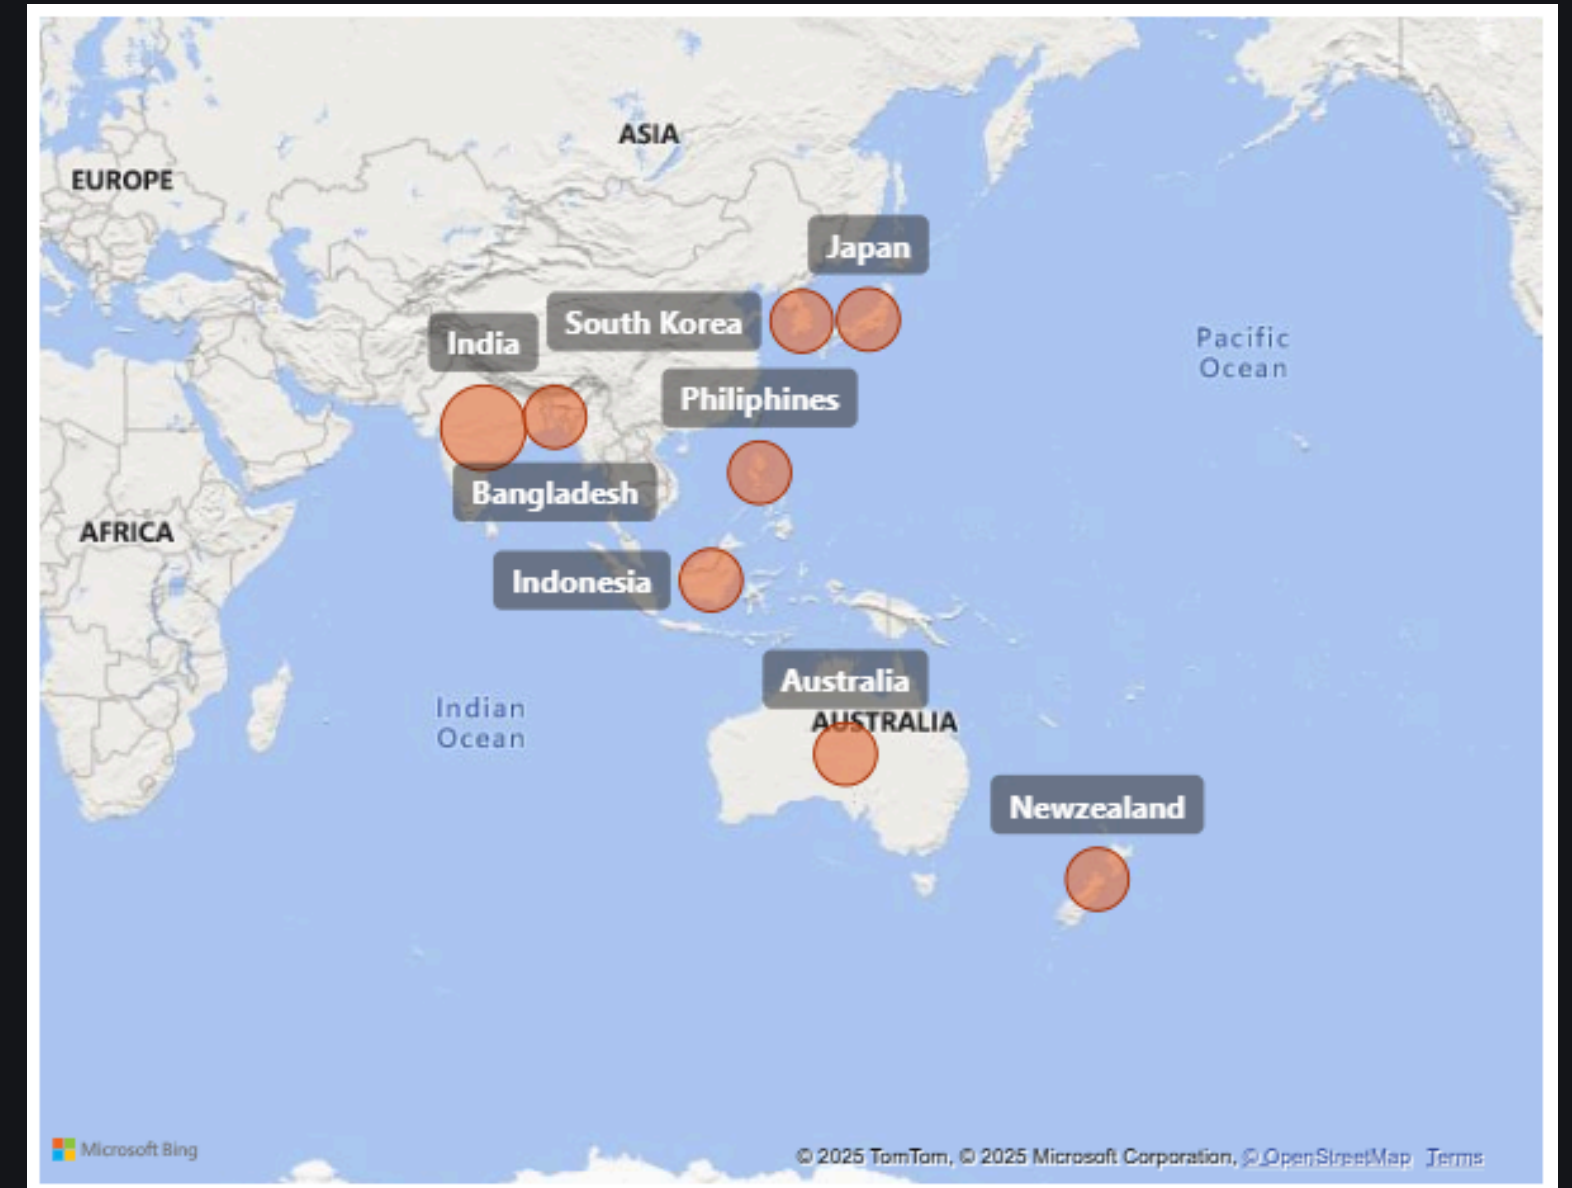 ASIA
EUROPE
Japan
South Korea
India
Pacific
Ocean
Philiphines
Bangladesh
AFRICA
Indonesia
Australia
AUSTRALIA
Indian
Ocean
Newzealand
Microsoft Bing
© 2025 TomTom, © 2025 Microsoft Corporation, © OpenStreetMap Terms